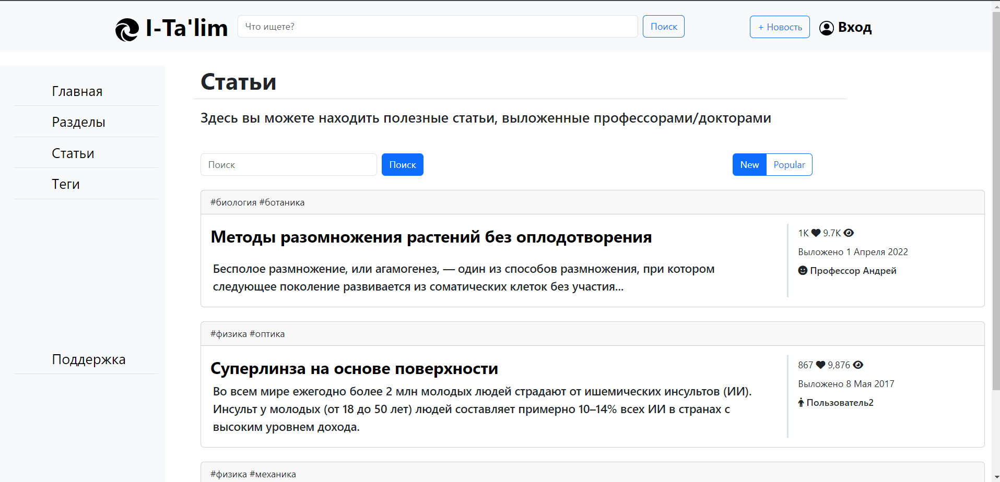 I-Ta'lim
Что ищете?
Поиск
+ Новость
Вход
Главная
Разделы
Статьи
Теги
Поддержка
Статьи
Здесь вы можете находить полезные статьи, выложенные профессорами/докторами
Поиск
Поиск
New
Popular
#биология #ботаника
Методы разомножения растений без оплодотворения
Бесполое размножение, или агамогенез, — один из способов размножения, при котором
следующее поколение развивается из соматических клеток без участия...
1K 9.7K
Выложено 1 Апреля 2022
Профессор Андрей
#физика #оптика
Суперлинза на основе поверхности
Во всем мире ежегодно более 2 млн молодых людей страдают от ишемических инсультов (ИИ).
Инсульт у молодых (от 18 до 50 лет) людей составляет примерно 10–14% всех ИИ в странах с
высоким уровнем дохода.
867 9,876
Выложено 8 Мая 2017
Пользователь2
#физика #механика